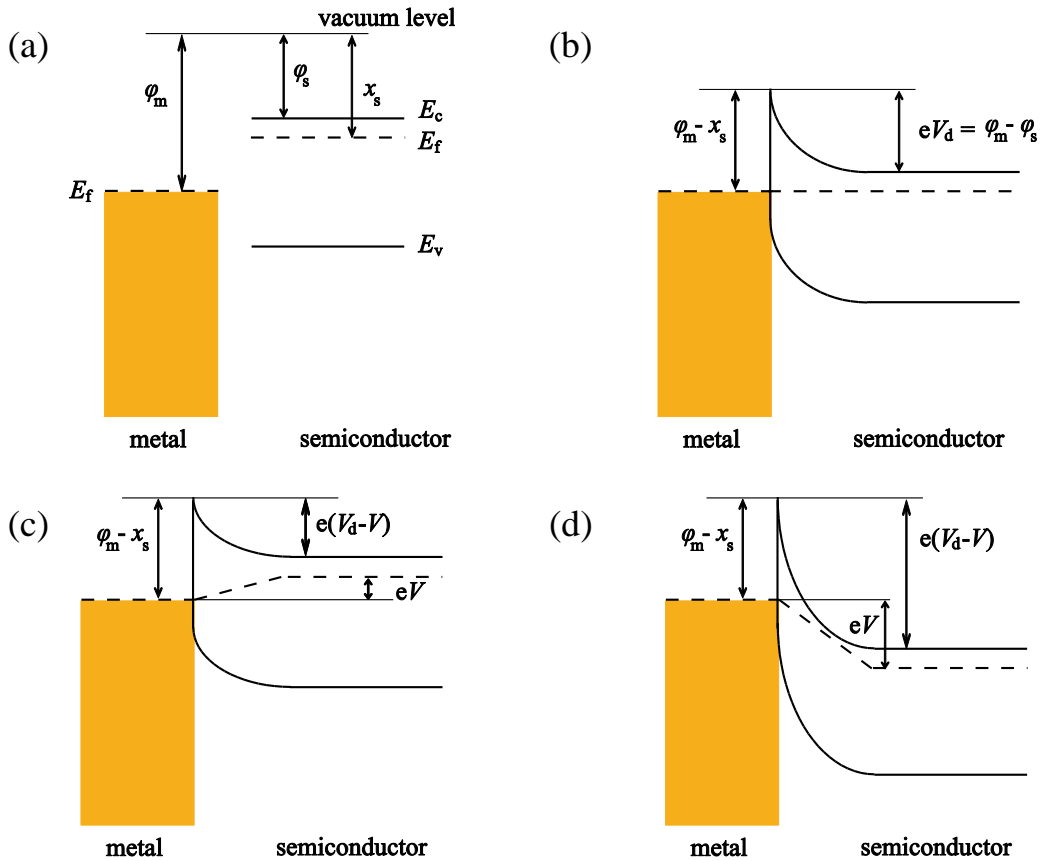 (a)
vacuum level
φm
φs
xs
Ec
Ef
Ef
Ev
metal
semiconductor
(b)
φm- xs
eVd = φm- φs
metal
semiconductor
(c)
φm- xs
e(Vd-V)
eV
metal
semiconductor
(d)
φm- xs
e(Vd-V)
eV
metal
semiconductor